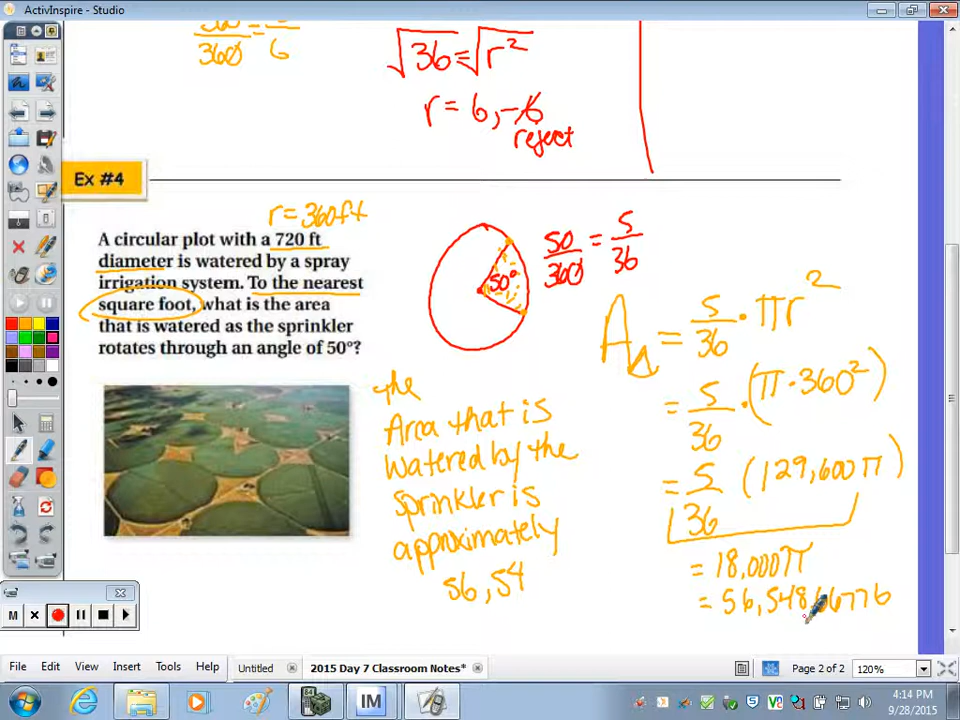 ActivInspire - Studio
360
=
6
√36 = √r²
r = 6, -6
reject
Ex #4
r = 360ft
A circular plot with a 720 ft
diameter is watered by a spray
irrigation system. To the nearest
square foot, what is the area
that is watered as the sprinkler
rotates through an angle of 50°?
50°
50/360 = 5/36
A = 5/36 · πr²
= 5/36 · (π · 360²)
= 5/36 (129,600π)
= 18,000π
= 56,548.66776
the
Area that is
watered by the
sprinkler is
approximately
56,54
M
File Edit View Insert Tools Help
Untitled
2015 Day 7 Classroom Notes*
Page 2 of 2
120%
IM
4:14 PM
9/28/2015